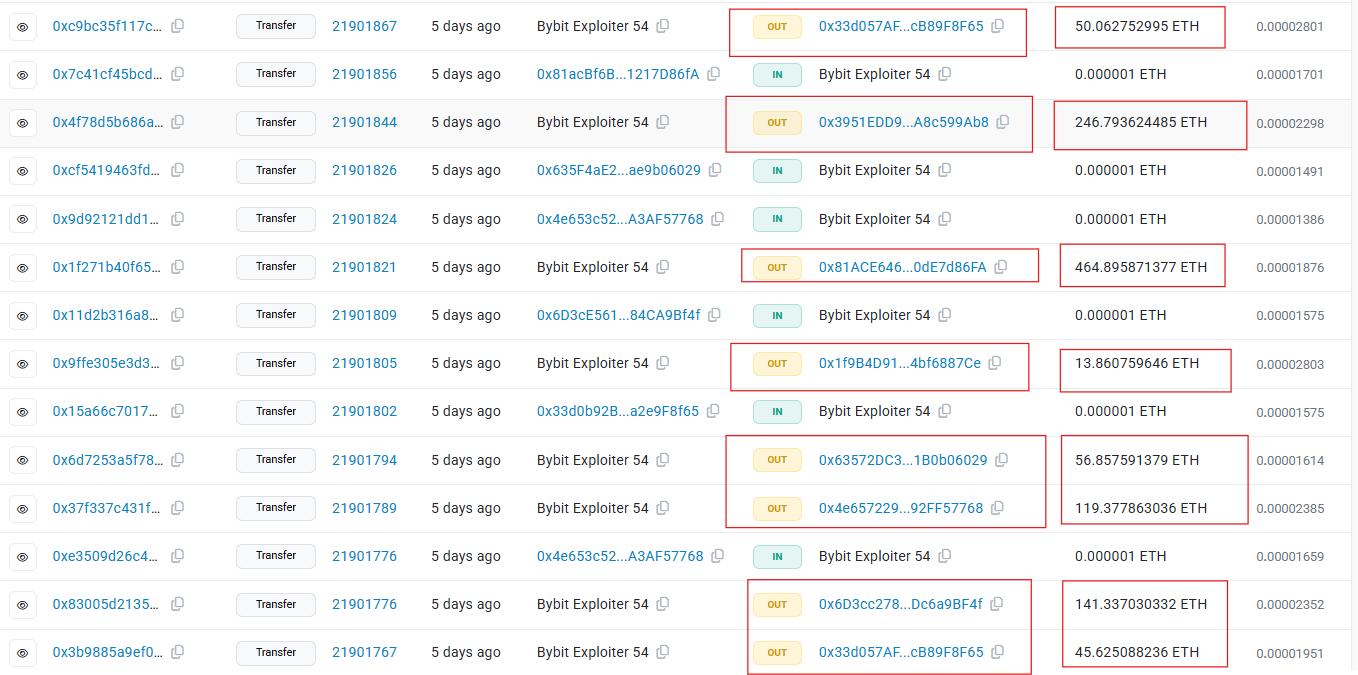 0xc9bc35f117c... Transfer 21901867 5 days ago Bybit Exploiter 54 OUT 0x33d057AF...cB89F8F65 50.062752995 ETH 0.00002801
0x7c41cf45bcd... Transfer 21901856 5 days ago 0x81acBf6B...1217D86fA IN Bybit Exploiter 54 0.000001 ETH 0.00001701
0x4f78d5b686a... Transfer 21901844 5 days ago Bybit Exploiter 54 OUT 0x3951EDD9...A8c599Ab8 246.793624485 ETH 0.00002298
0xcf5419463fd... Transfer 21901826 5 days ago 0x635F4aE2...ae9b06029 IN Bybit Exploiter 54 0.000001 ETH 0.00001491
0x9d92121dd1... Transfer 21901824 5 days ago 0x4e653c52...A3AF57768 IN Bybit Exploiter 54 0.000001 ETH 0.00001386
0x1f271b40f65... Transfer 21901821 5 days ago Bybit Exploiter 54 OUT 0x81ACE646...0dE7d86FA 464.895871377 ETH 0.00001876
0x11d2b316a8... Transfer 21901809 5 days ago 0x6D3cE561...84CA9Bf4f IN Bybit Exploiter 54 0.000001 ETH 0.00001575
0x9ffe305e3d3... Transfer 21901805 5 days ago Bybit Exploiter 54 OUT 0x1f9B4D91...4bf6887Ce 13.860759646 ETH 0.00002803
0x15a66c7017... Transfer 21901802 5 days ago 0x33d0b92B...a2e9F8f65 IN Bybit Exploiter 54 0.000001 ETH 0.00001575
0x6d7253a5f78... Transfer 21901794 5 days ago Bybit Exploiter 54 OUT 0x63572DC3...1B0b06029 56.857591379 ETH 0.00001614
0x37f337c431f... Transfer 21901789 5 days ago Bybit Exploiter 54 OUT 0x4e657229...92FF57768 119.377863036 ETH 0.00002385
0xe3509d26c4... Transfer 21901776 5 days ago 0x4e653c52...A3AF57768 IN Bybit Exploiter 54 0.000001 ETH 0.00001659
0x83005d2135... Transfer 21901776 5 days ago Bybit Exploiter 54 OUT 0x6D3cc278...Dc6a9BF4f 141.337030332 ETH 0.00002352
0x3b9885a9ef0... Transfer 21901767 5 days ago Bybit Exploiter 54 OUT 0x33d057AF...cB89F8F65 45.625088236 ETH 0.00001951